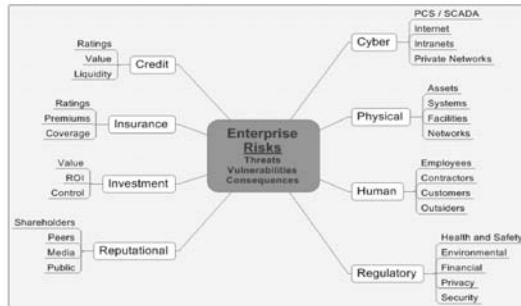 Ratings
Value
Liquidity
Credit
Ratings
Premiums
Coverage
Insurance
Value
ROI
Control
Investment
Shareholders
Peers
Media
Public
Reputational
Enterprise
Risks
Threats
Vulnerabilities
Consequences
Cyber
PCS / SCADA
Internet
Intranets
Private Networks
Physical
Assets
Systems
Facilities
Networks
Human
Employees
Contractors
Customers
Outsiders
Regulatory
Health and Safety
Environmental
Financial
Privacy
Security